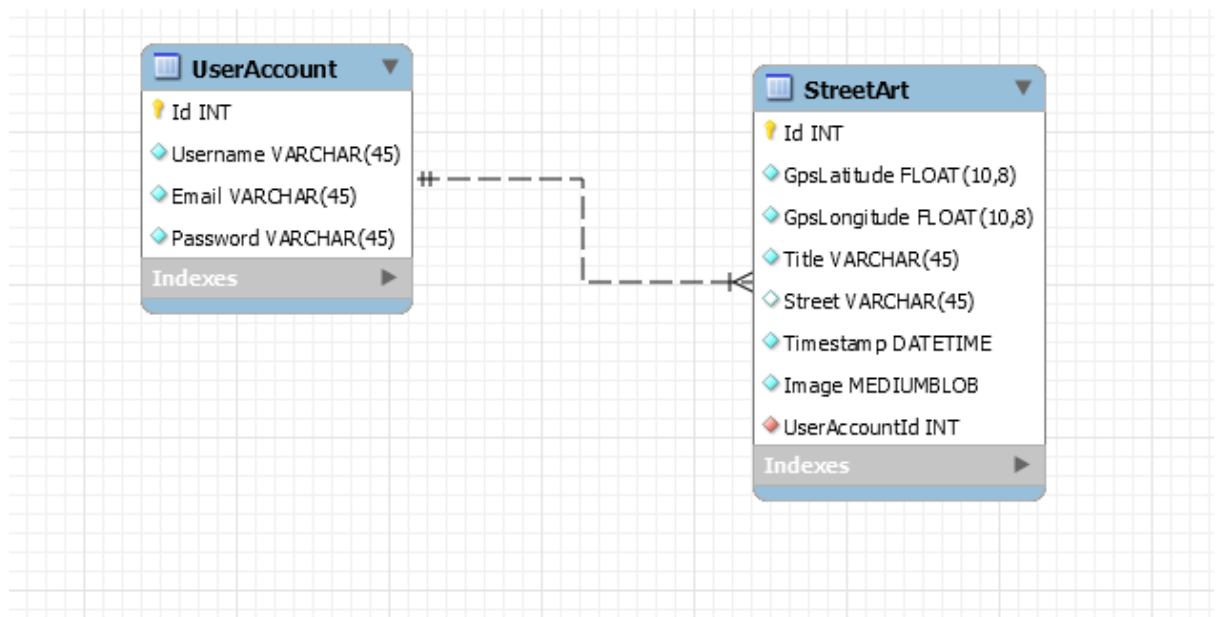 UserAccount
Id INT
Username VARCHAR(45)
Email VARCHAR(45)
Password VARCHAR(45)
Indexes
StreetArt
Id INT
GpsLatitude FLOAT(10,8)
GpsLongitude FLOAT(10,8)
Title VARCHAR(45)
Street VARCHAR(45)
Timestamp DATETIME
Image MEDIUMBLOB
UserAccountId INT
Indexes